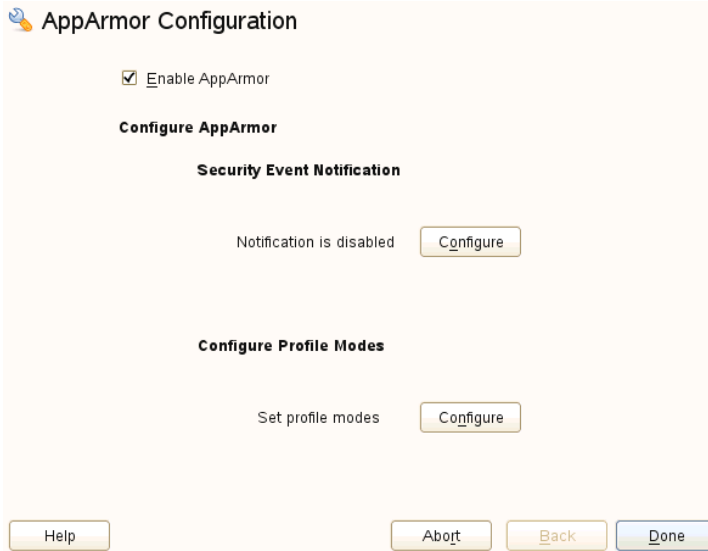 AppArmor Configuration
Enable AppArmor
Configure AppArmor
Security Event Notification
Notification is disabled Configure
Configure Profile Modes
Set profile modes Configure
Help Abort Back Done